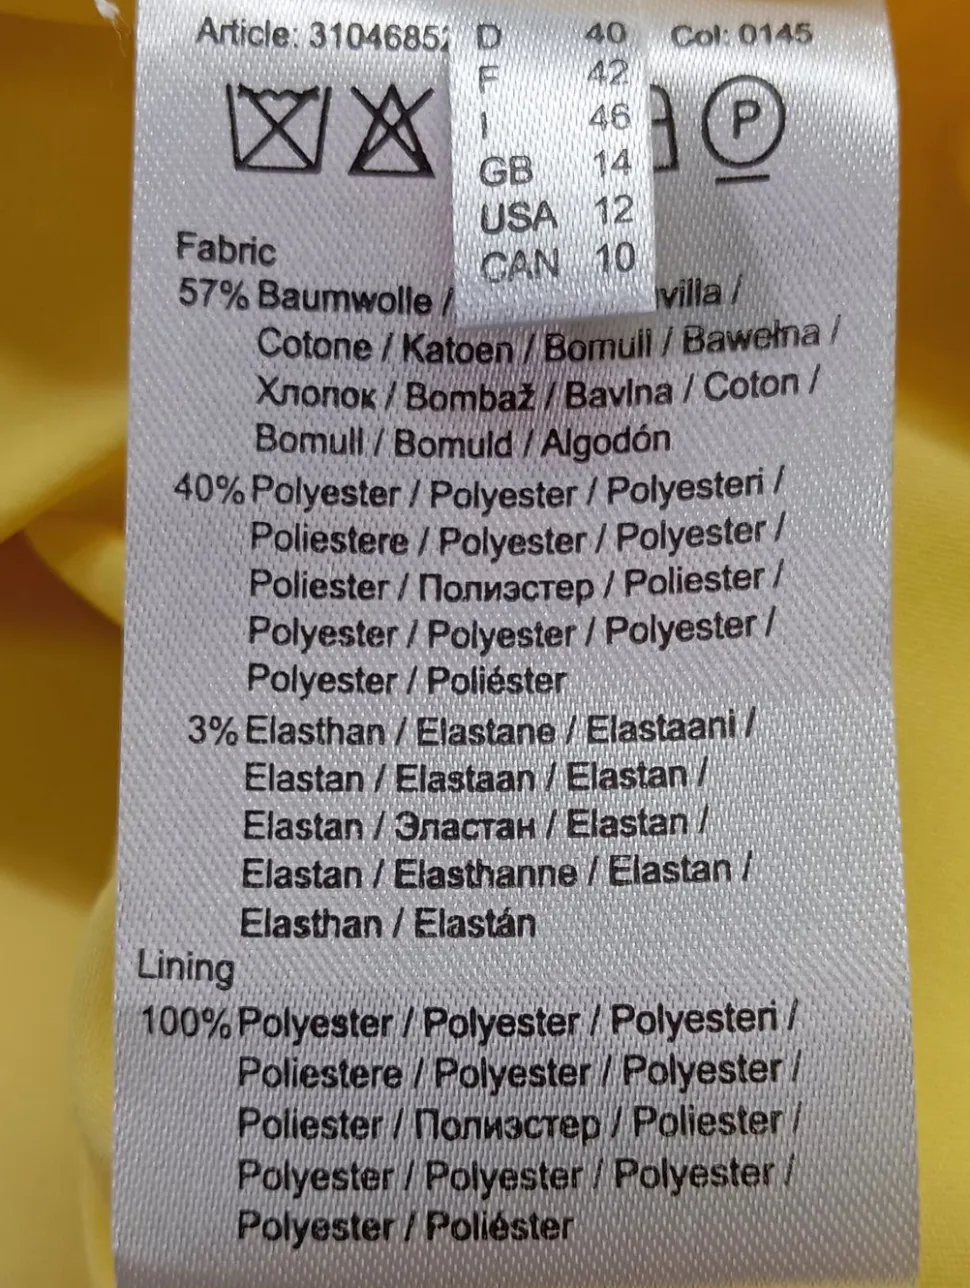 Article: 3104685 Col: 0145
D 40
F 42
I 46
GB 14
USA 12
CAN 10
P
Fabric
57% Baumwolle / villa /
Cotone / Katoen / Bomull / Bawełna /
Хлопок / Bombaž / Bavlna / Coton /
Bomull / Bomuld / Algodón
40% Polyester / Polyester / Polyesteri /
Poliestere / Polyester / Polyester /
Poliester / Полиэстер / Poliester /
Polyester / Polyester / Polyester /
Polyester / Poliéster
3% Elasthan / Elastane / Elastaani /
Elastan / Elastaan / Elastan /
Elastan / Эластан / Elastan /
Elastan / Elasthanne / Elastan /
Elasthan / Elastán
Lining
100% Polyester / Polyester / Polyesteri /
Poliestere / Polyester / Polyester /
Poliester / Полиэстер / Poliester /
Polyester / Polyester / Polyester /
Polyester / Poliéster